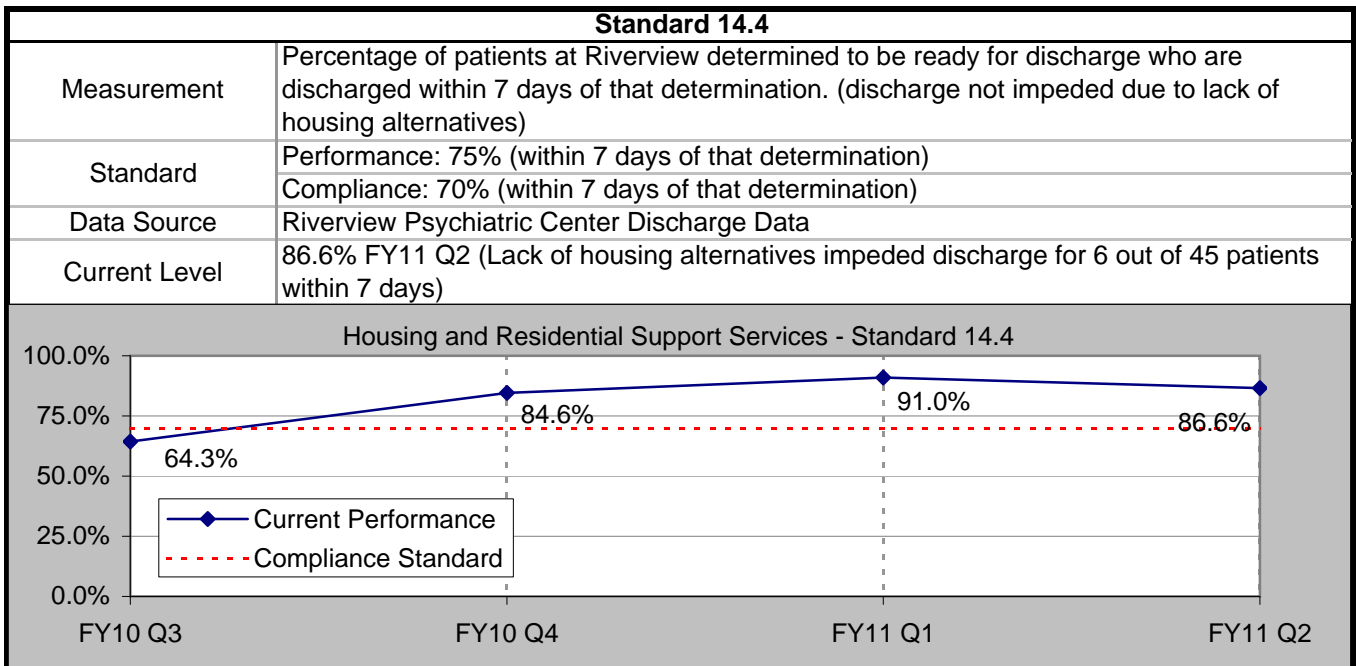 Standard 14.4
Measurement
Percentage of patients at Riverview determined to be ready for discharge who are
discharged within 7 days of that determination. (discharge not impeded due to lack of
housing alternatives)
Standard
Performance: 75% (within 7 days of that determination)
Compliance: 70% (within 7 days of that determination)
Data Source
Riverview Psychiatric Center Discharge Data
Current Level
86.6% FY11 Q2 (Lack of housing alternatives impeded discharge for 6 out of 45 patients
within 7 days)
Housing and Residential Support Services - Standard 14.4
100.0%
75.0%
50.0%
25.0%
0.0%
64.3%
84.6%
91.0%
86.6%
Current Performance
Compliance Standard
FY10 Q3
FY10 Q4
FY11 Q1
FY11 Q2